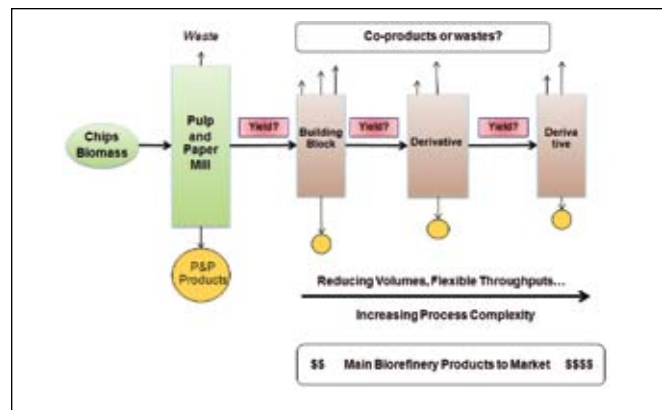 Waste
Co-products or wastes?
Chips
Biomass
Pulp
and
Paper
Mill
Yield?
Building
Block
Yield?
Derivative
Yield?
Deriva
tive
P&P
Products
Reducing Volumes, Flexible Throughputs...
Increasing Process Complexity
$$ Main Biorefinery Products to Market $$$$